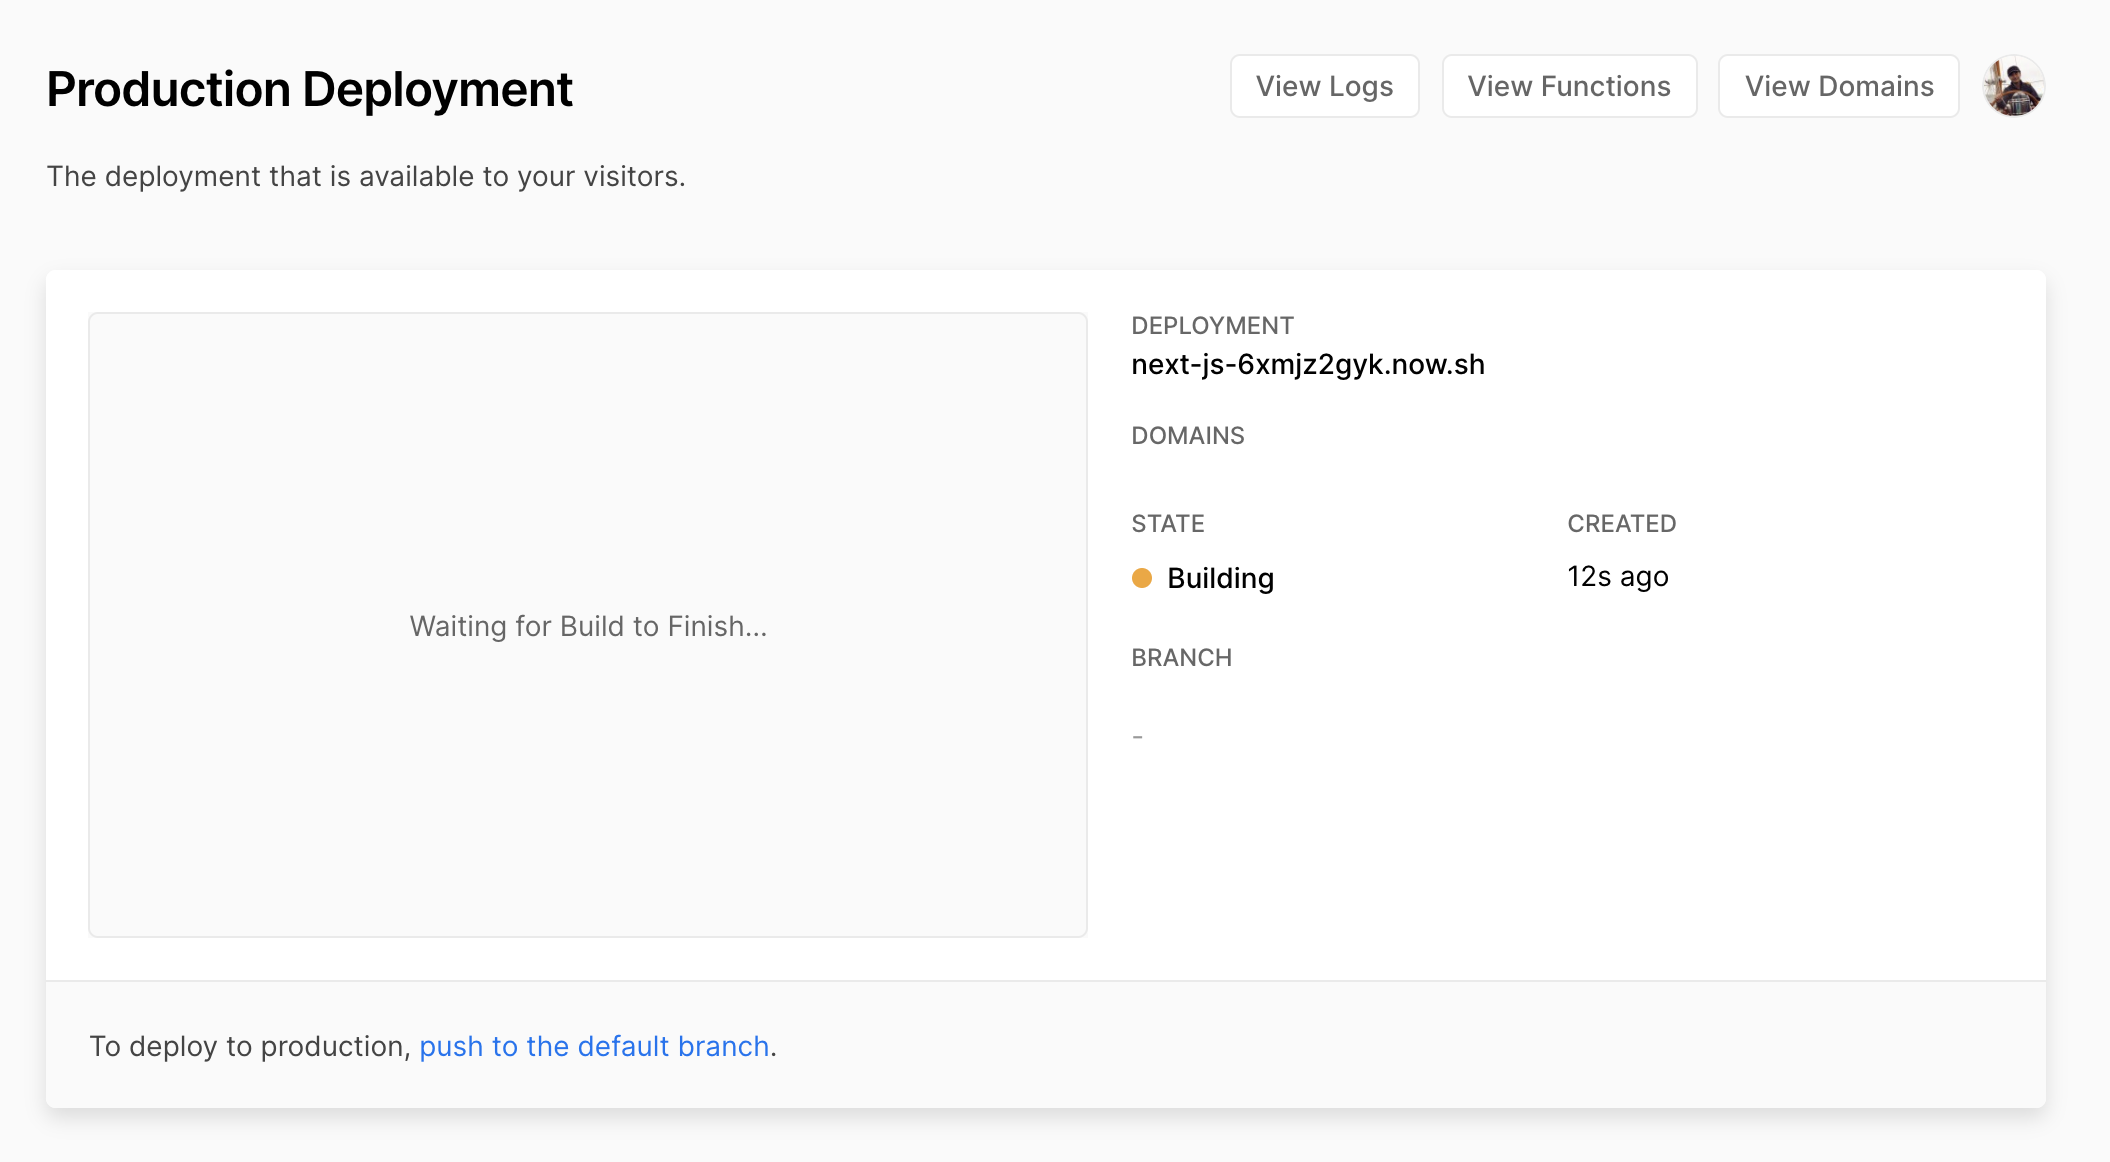 Production Deployment
View Logs
View Functions
View Domains
The deployment that is available to your visitors.
Waiting for Build to Finish...
DEPLOYMENT
next-js-6xmjz2gyk.now.sh
DOMAINS
STATE
CREATED
Building
12s ago
BRANCH
-
To deploy to production, push to the default branch.